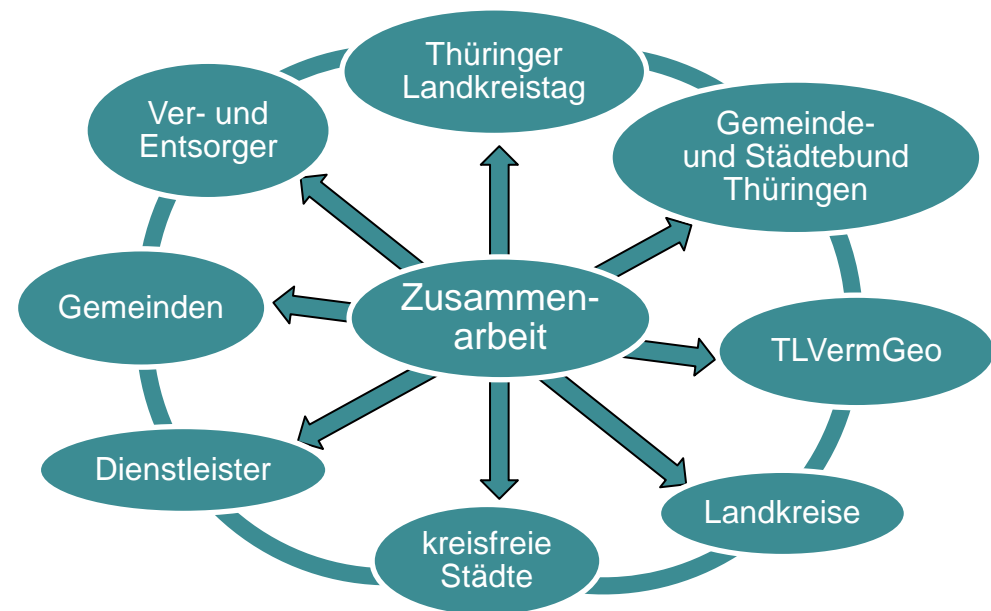 Thüringer
Landkreistag
Ver- und
Entsorger
Gemeinde-
und Städtebund
Thüringen
Gemeinden
Zusammen-
arbeit
TLVermGeo
Dienstleister
Landkreise
kreisfreie
Städte